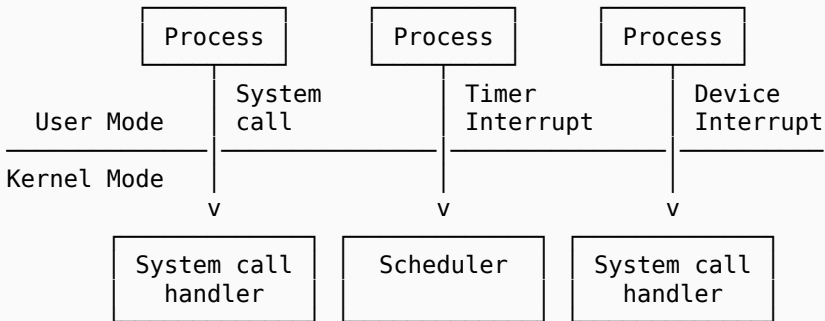 Process Process Process
System Timer Device
User Mode call Interrupt Interrupt
Kernel Mode
v v v
System call Scheduler System call
handler handler